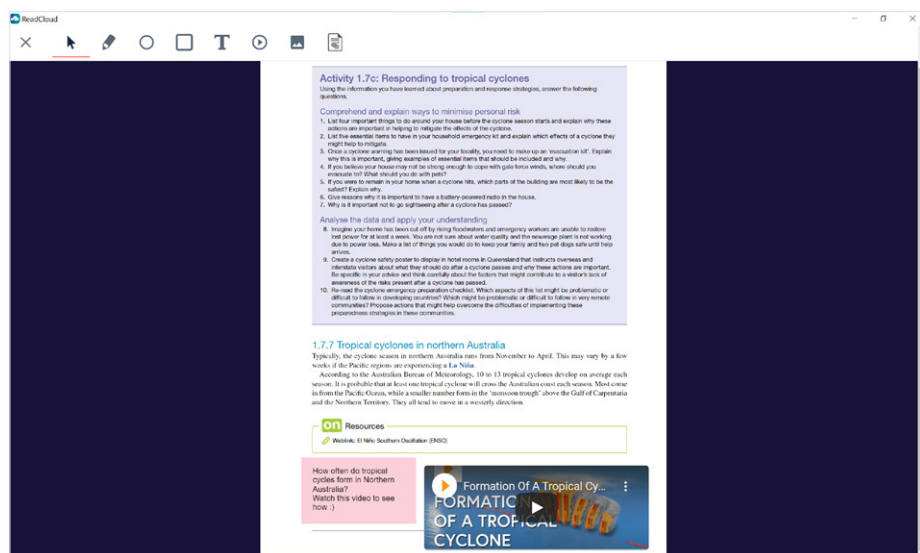 ReadCloud
T
Activity 1.7c: Responding to tropical cyclones
Using the information you have learned about preparation and response strategies, answer the following
questions.
Comprehend and explain ways to minimise personal risk
1. List four important things to do around your house before the cyclone season starts and explain why these
actions are important in helping to mitigate the effects of the cyclone.
2. List five essential items to have in your household emergency kit and explain which effects of a cyclone they
might help to mitigate.
3. Once a cyclone warning has been issued for your locality, you need to make up an 'evacuation kit'. Explain
why this is important, giving examples of essential items that should be included and why.
4. If you believe your house may not be strong enough to cope with gale force winds, where should you
evacuate to? What should you do with pets?
5. If you were to remain in your home when a cyclone hits, which parts of the building are most likely to be the
safest? Explain why.
6. Give reasons why it is important to have a battery-powered radio in the house.
7. Why is it important not to go sightseeing after a cyclone has passed?
Analyse the data and apply your understanding
8. Imagine your home has been cut off by rising floodwaters and emergency workers are unable to restore
lost power for at least a week. You are not sure about water quality and the sewerage plant is not working
due to power loss. Make a list of things you would do to keep your family and two pet dogs safe until help
arrives.
9. Create a cyclone safety poster to display in hotel rooms in Queensland that instructs overseas and
interstate visitors about what they should do after a cyclone passes and why these actions are important.
Be specific in your advice and think carefully about the factors that might contribute to a visitor's lack of
awareness of the risks present after a cyclone has passed.
10. Re-read the cyclone emergency preparation checklist. Which aspects of this list might be problematic or
difficult to follow in developing countries? Which might be problematic or difficult to follow in very remote
communities? Propose actions that might help overcome the difficulties of implementing these
preparedness strategies in these communities.
1.7.7 Tropical cyclones in northern Australia
Typically, the cyclone season in northern Australia runs from November to April. This may vary by a few
weeks if the Pacific regions are experiencing a La Niña.
According to the Australian Bureau of Meteorology, 10 to 13 tropical cyclones develop on average each
season. It is probable that at least one tropical cyclone will cross the Australian coast each season. Most come
in from the Pacific Ocean, while a smaller number form in the 'monsoon trough' above the Gulf of Carpentaria
and the Northern Territory. They all tend to move in a westerly direction.
on Resources
Weblink: El Niño Southern Oscillation (ENSO)
How often do tropical
cycles form in Northern
Australia?
Watch this video to see
how :)
Formation Of A Tropical Cy...
FORMATION
OF A TROPICAL
CYCLONE